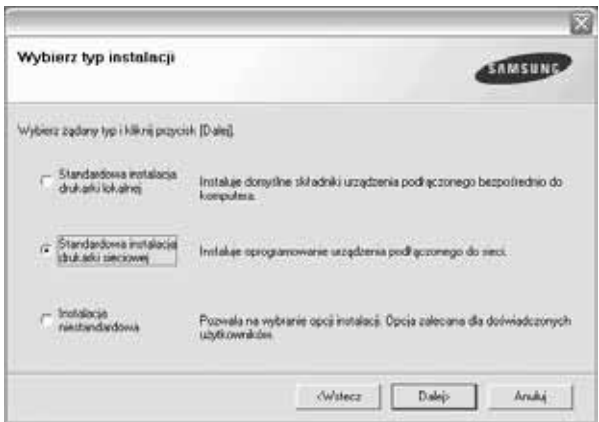 Wybierz typ instalacji
SAMSUNG
Wybierz żądany typ i kliknij przycisk [Dalej].
Standardowa instalacja
drukarki lokalnej
Instaluje domyślne składniki urządzenia podłączonego bezpośrednio do
komputera.
Standardowa instalacja
drukarki sieciowej
Instaluje oprogramowanie urządzenia podłączonego do sieci.
Instalacja
niestandardowa
Pozwala na wybranie opcji instalacji. Opcja zalecana dla doświadczonych
użytkowników.
<Wstecz
Dalej>
Anuluj